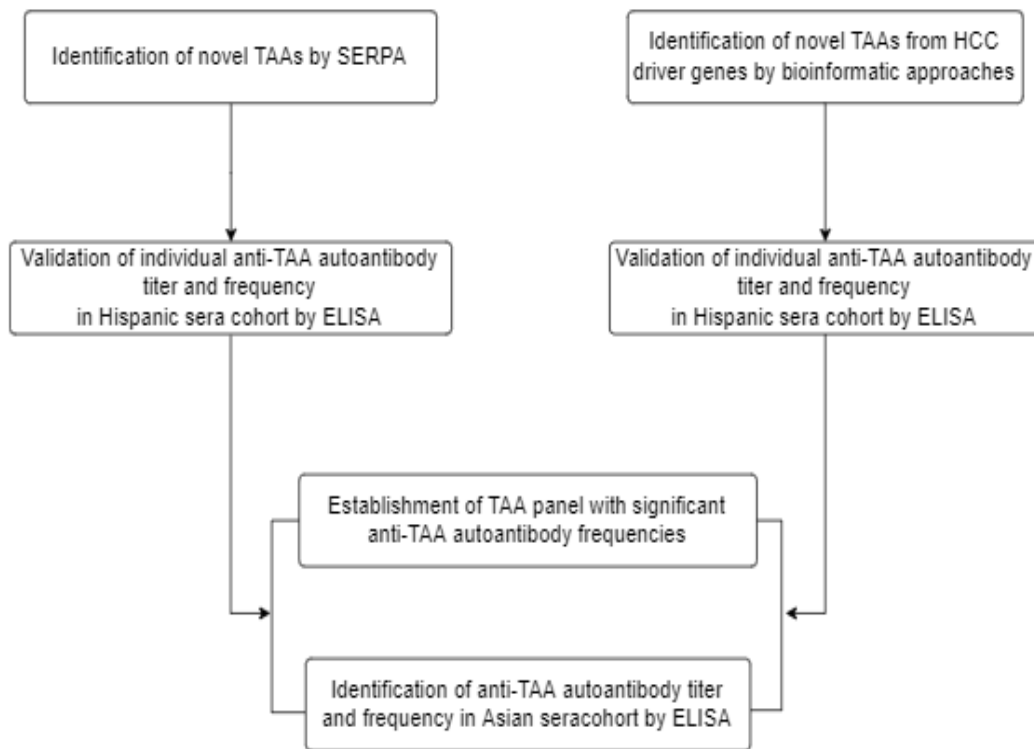 Identification of novel TAAs by SERPA
Identification of novel TAAs from HCC
driver genes by bioinformatic approaches
Validation of individual anti-TAA autoantibody
titer and frequency
in Hispanic sera cohort by ELISA
Validation of individual anti-TAA autoantibody
titer and frequency
in Hispanic sera cohort by ELISA
Establishment of TAA panel with significant
anti-TAA autoantibody frequencies
Identification of anti-TAA autoantibody titer
and frequency in Asian seracohort by ELISA